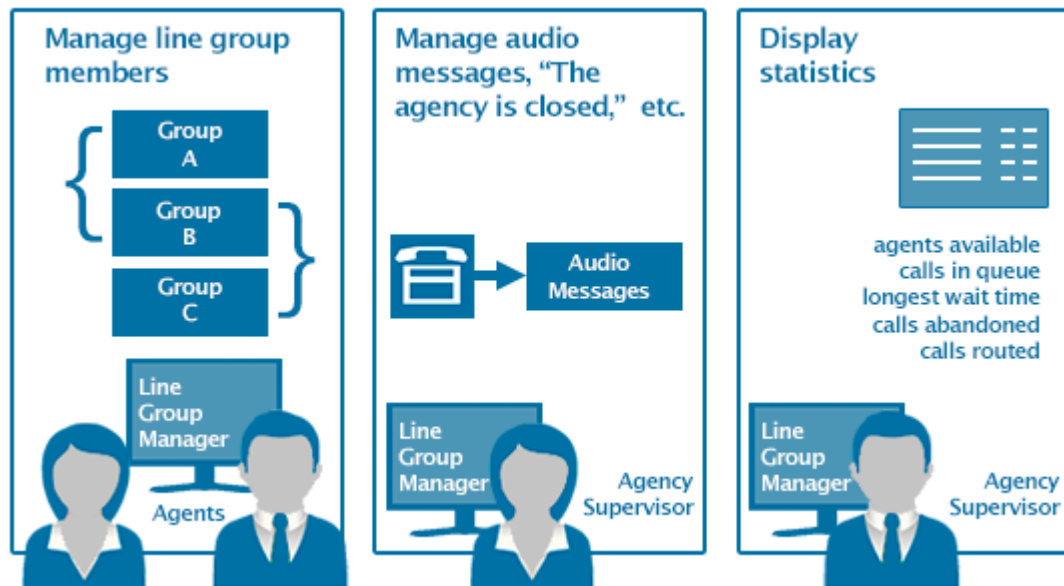 Manage line group
members
Group
A
Group
B
Group
C
Line
Group
Manager
Agents
Manage audio
messages, “The
agency is closed,” etc.
Audio
Messages
Line
Group
Manager
Agency
Supervisor
Display
statistics
agents available
calls in queue
longest wait time
calls abandoned
calls routed
Line
Group
Manager
Agency
Supervisor